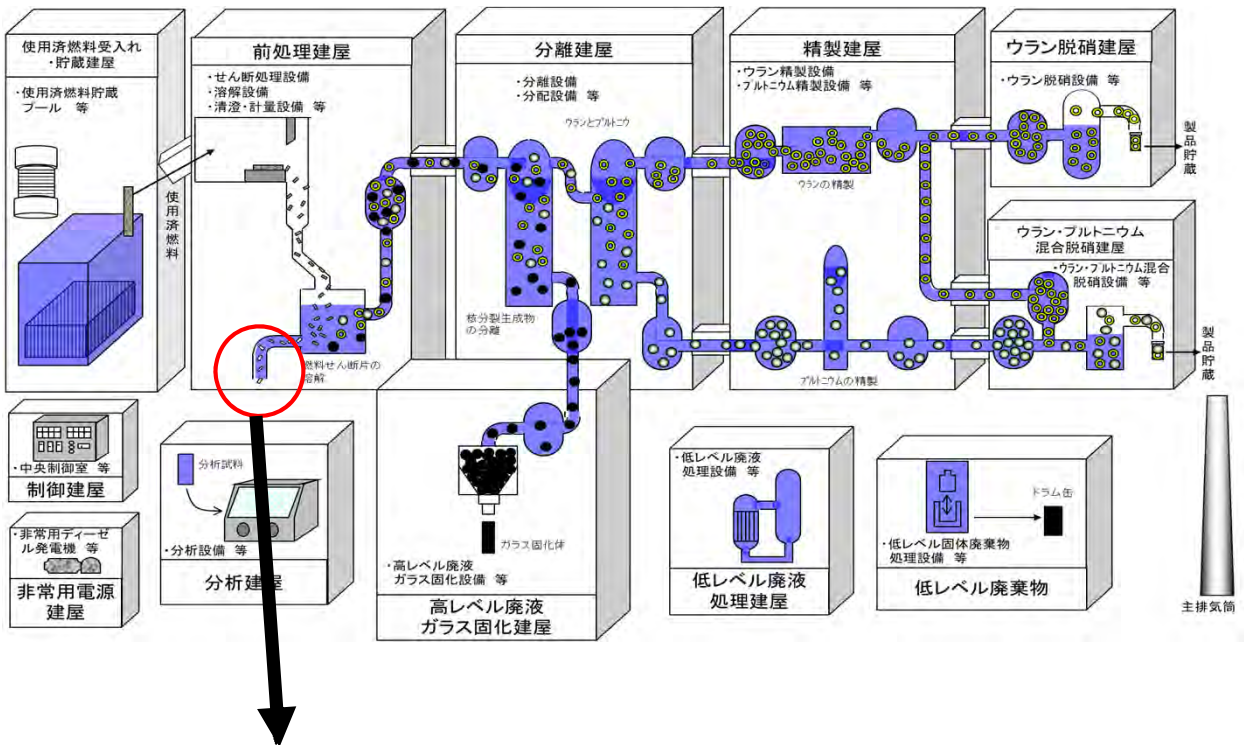 使用済燃料受入れ
・貯蔵建屋
・使用済燃料貯蔵
プール 等
使用済燃料
前処理建屋
・せん断処理設備
・溶解設備
・清澄・計量設備 等
燃料せん断片の
溶解
分離建屋
・分離設備
・分配設備 等
ウランとプルトニウ
核分裂生成物
の分離
精製建屋
・ウラン精製設備
・プルトニウム精製設備 等
ウランの精製
プルトニウムの精製
ウラン脱硝建屋
・ウラン脱硝設備 等
製品貯蔵
ウラン・プルトニウム
混合脱硝建屋
・ウラン・プルトニウム混合
脱硝設備 等
製品貯蔵
・中央制御室 等
制御建屋
・非常用ディーゼ
ル発電機 等
非常用電源
建屋
分析試料
・分析設備 等
分析建屋
ガラス固化体
・高レベル廃液
ガラス固化設備 等
高レベル廃液
ガラス固化建屋
・低レベル廃液
処理設備 等
低レベル廃液
処理建屋
ドラム缶
・低レベル固体廃棄物
処理設備 等
低レベル廃棄物
主排気筒